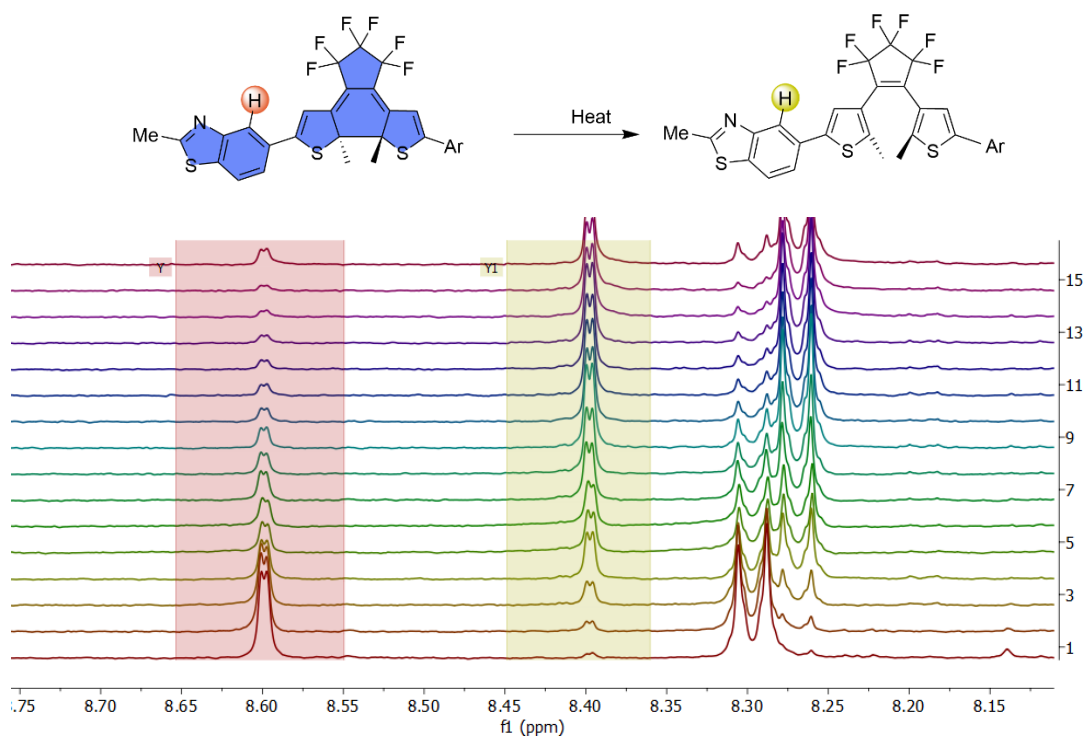 F F F F
F F F F
F F F F
H
H
N
N
Me
Me
S
S
S
S
S
S
Ar
Ar
Heat
Y
Y1
15
13
11
9
7
5
3
1
:.75
8.70
8.65
8.60
8.55
8.50
8.45
8.40
8.35
8.30
8.25
8.20
8.15
f1 (ppm)